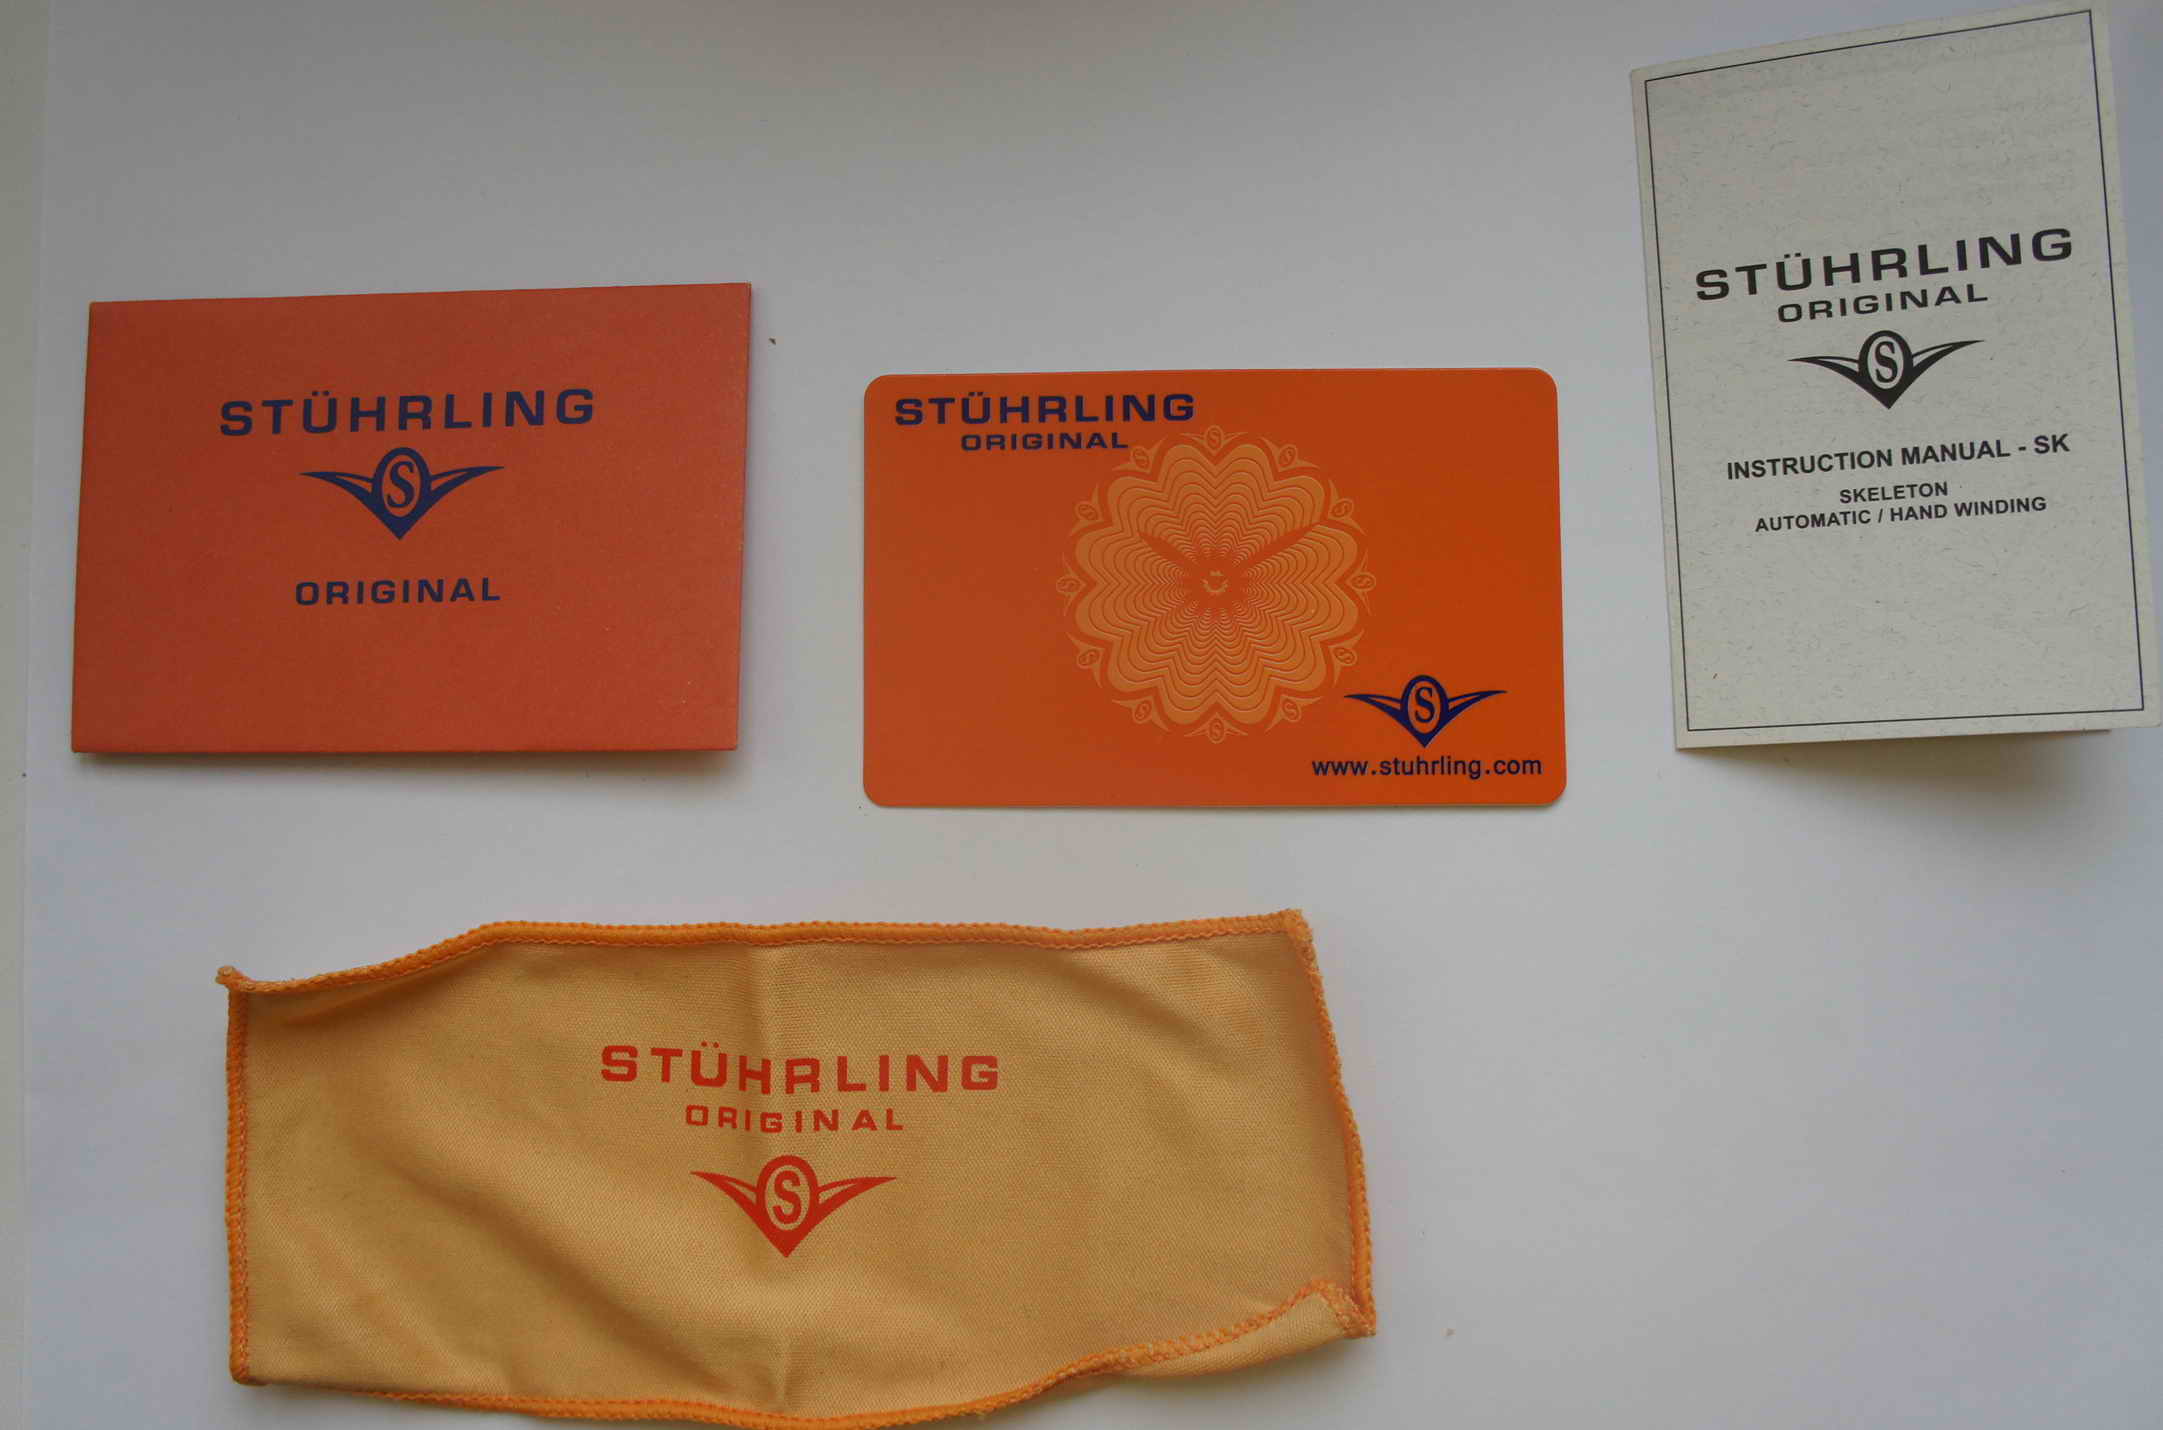 STÜHRLING
S
ORIGINAL
STÜHRLING
ORIGINAL
S
www.stuhrling.com
STÜHRLING
ORIGINAL
S
INSTRUCTION MANUAL - SK
SKELETON
AUTOMATIC / HAND WINDING
STÜHRLING
ORIGINAL
S